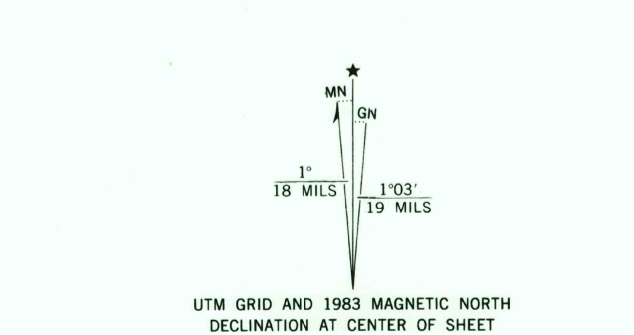 ★
MN
GN
1°
18 MILS
1°03′
19 MILS
UTM GRID AND 1983 MAGNETIC NORTH
DECLINATION AT CENTER OF SHEET